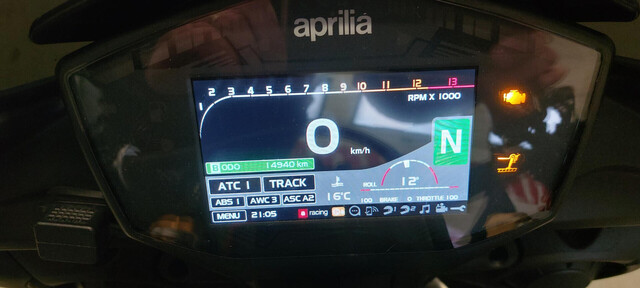 aprilia
2 3 4 5 6 7 8 9 10 11 12 13
RPM X 1000
0 km/h
N
B ODO 14940 km
ATC 1 TRACK
ROLL 12°
ABS 1 AWC 3 ASC A2
16°C
100 BRAKE 0 THROTTLE 100
MENU 21:05
racing